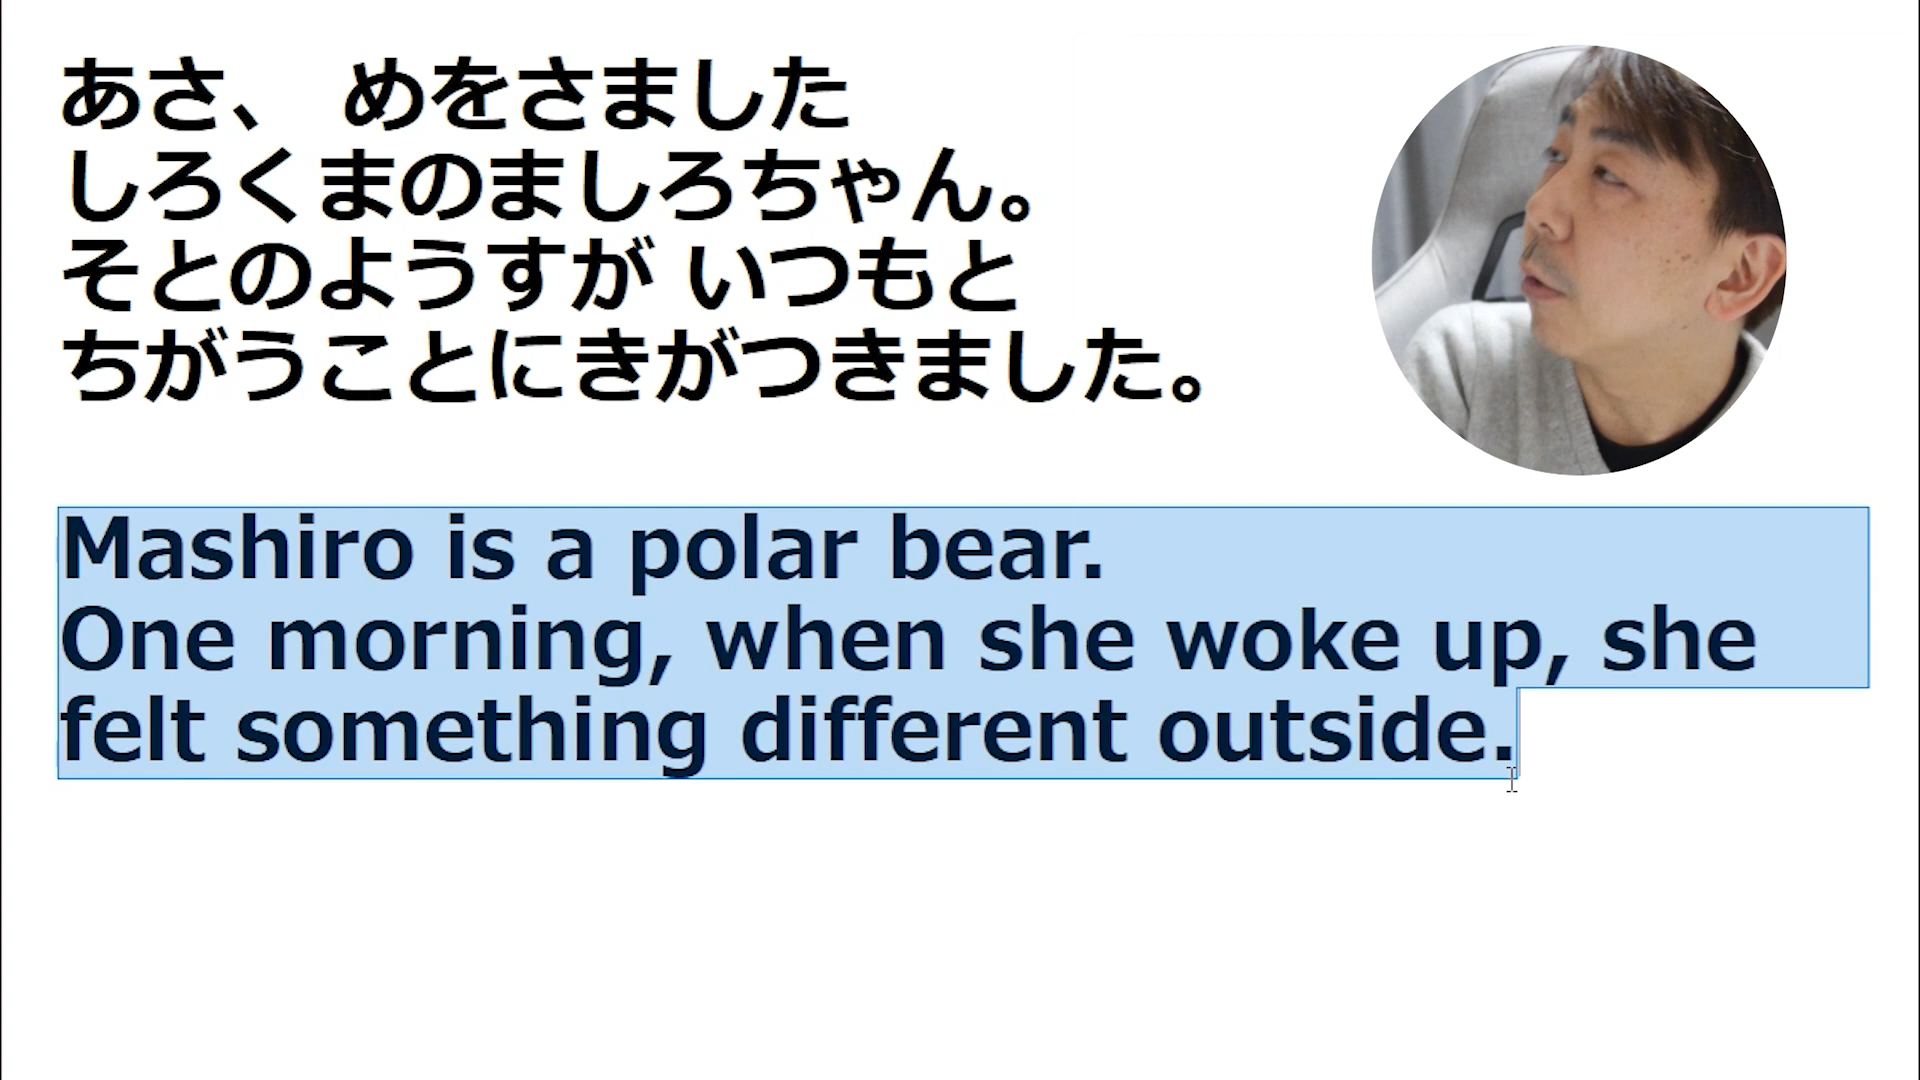 あさ、 めをさました
しろくまのましろちゃん。
そとのようすが いつもと
ちがうことにきがつきました。
Mashiro is a polar bear.
One morning, when she woke up, she
felt something different outside.